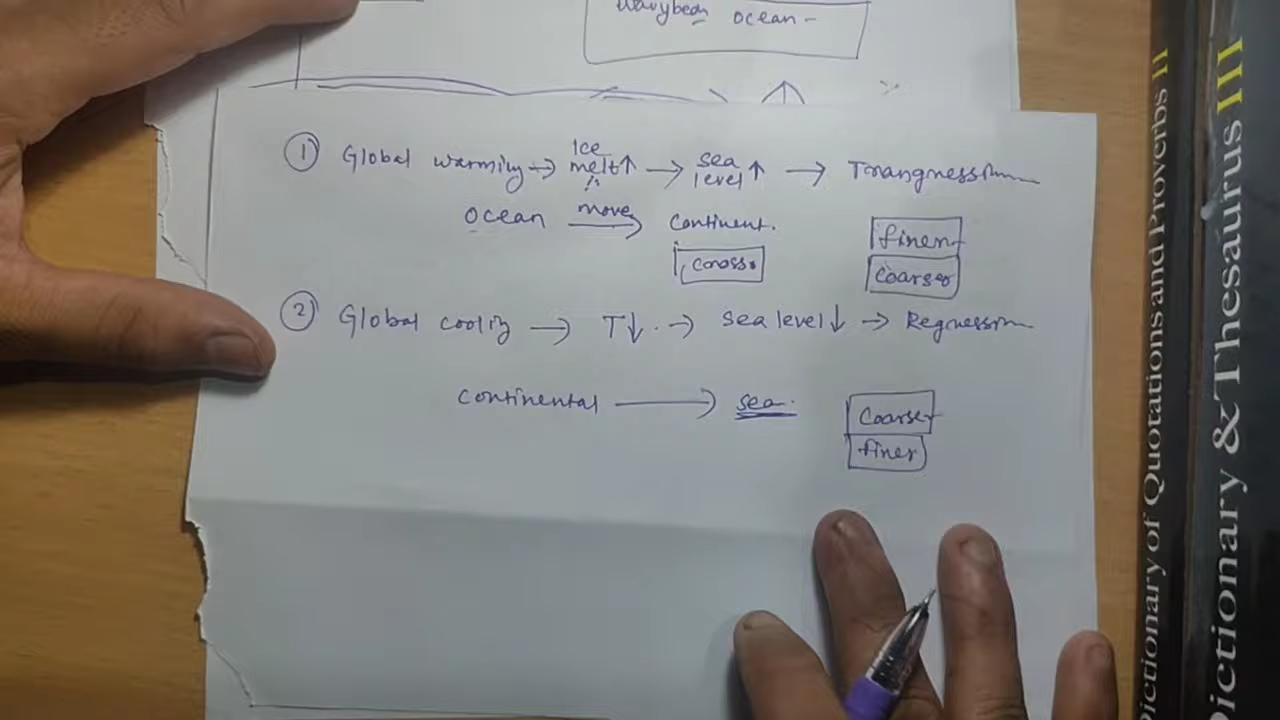 ocean -
① Global warming → Ice melt↑ → sea level ↑ → Transgression
ocean move → continent.
finer
coarser
② Global cooling → T↓ → sea level ↓ → Regression
continental → sea.
Coarser
finer
Dictionary of Quotations and Proverbs II
Dictionary & Thesaurus III